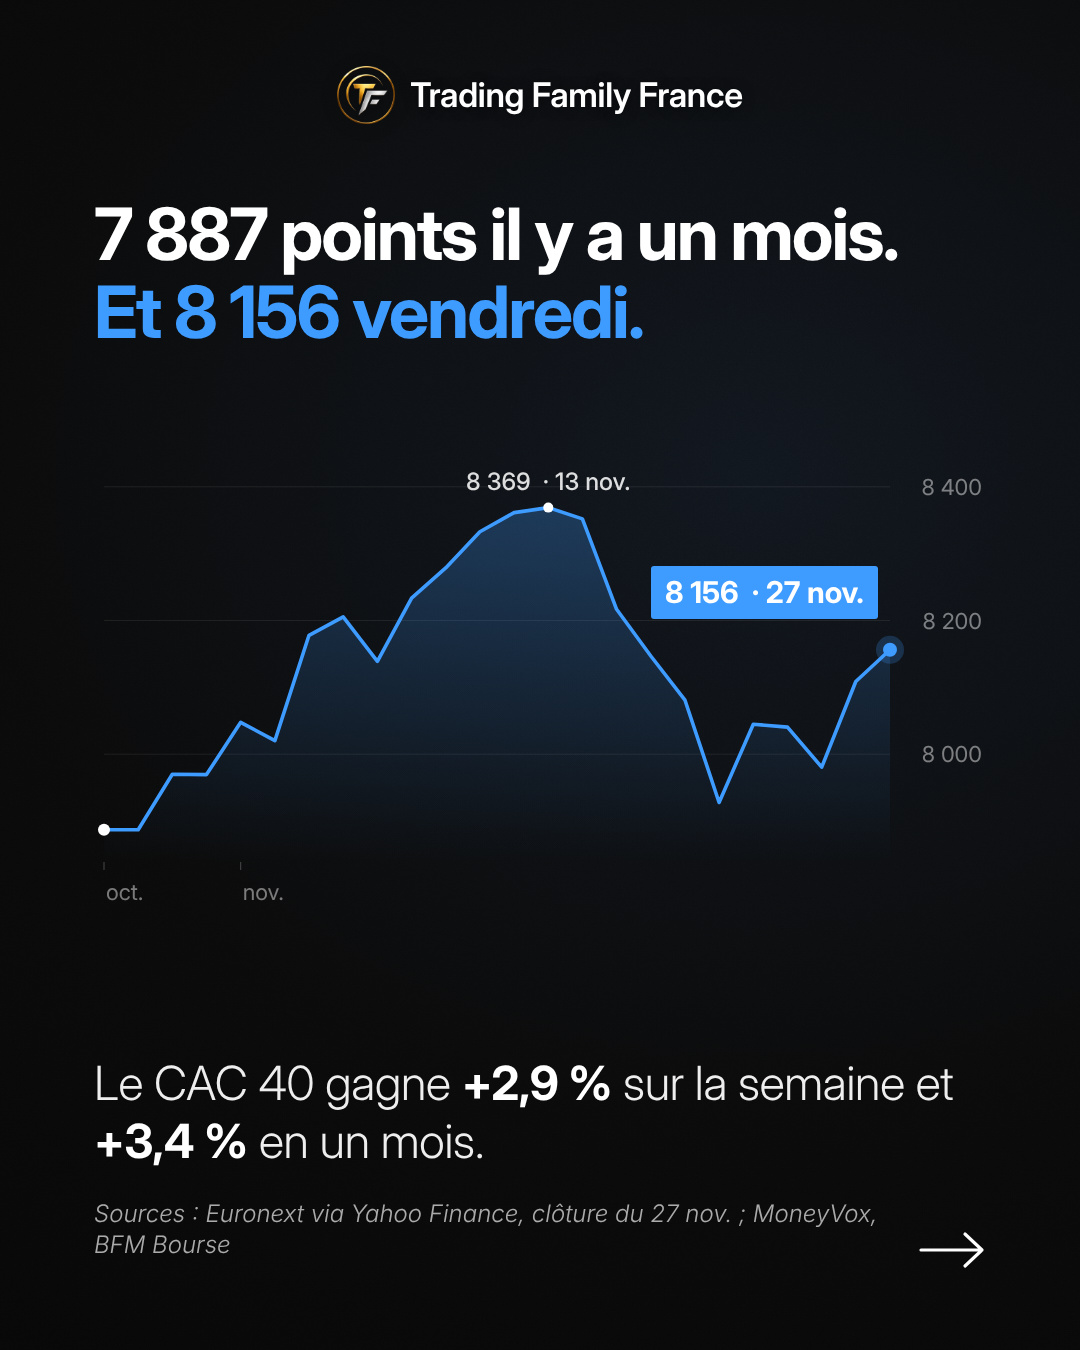 TF
Trading Family France
7 887 points il y a un mois.
Et 8 156 vendredi.
8 369 · 13 nov.
8 400
8 156 · 27 nov.
8 200
8 000
oct.
nov.
Le CAC 40 gagne +2,9 % sur la semaine et
+3,4 % en un mois.
Sources : Euronext via Yahoo Finance, clôture du 27 nov. ; MoneyVox,
BFM Bourse